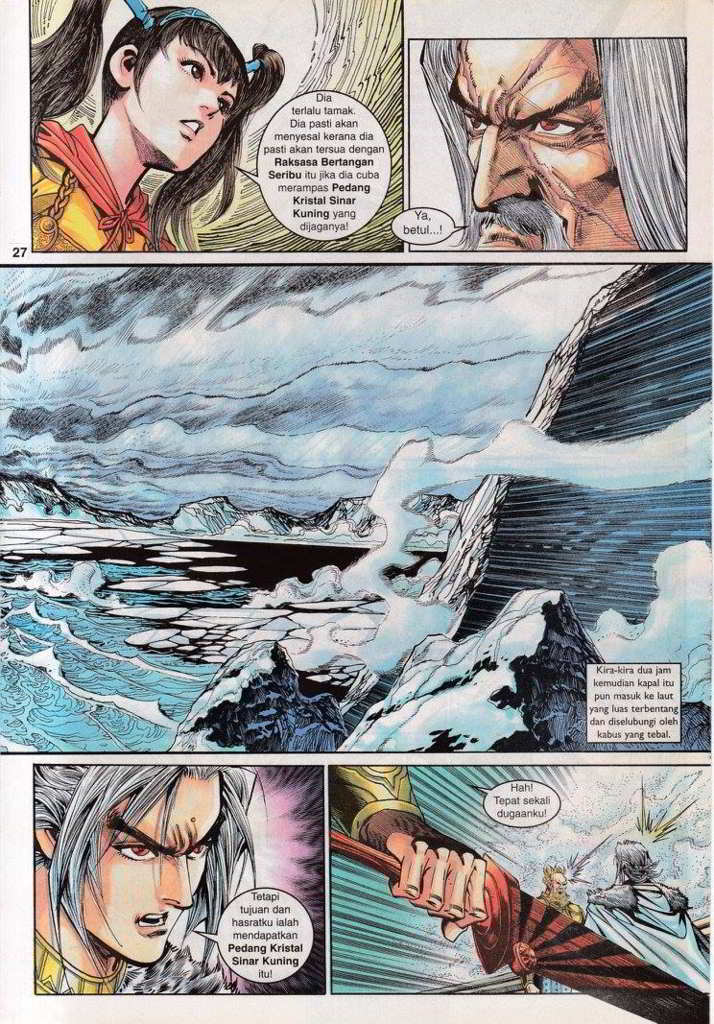 Dia
terlalu tamak.
Dia pasti akan
menyesal kerana dia
pasti akan tersua dengan
Raksasa Bertangan
Seribu itu jika dia cuba
merampas Pedang
Kristal Sinar
Kuning yang
dijaganya!
Ya,
betul...!
27
Kira-kira dua jam
kemudian kapal itu
pun masuk ke laut
yang luas terbentang
dan diselubungi oleh
kabus yang tebal.
Tetapi
tujuan dan
hasratku ialah
mendapatkan
Pedang Kristal
Sinar Kuning
itu!
Hah!
Tepat sekali
dugaanku!